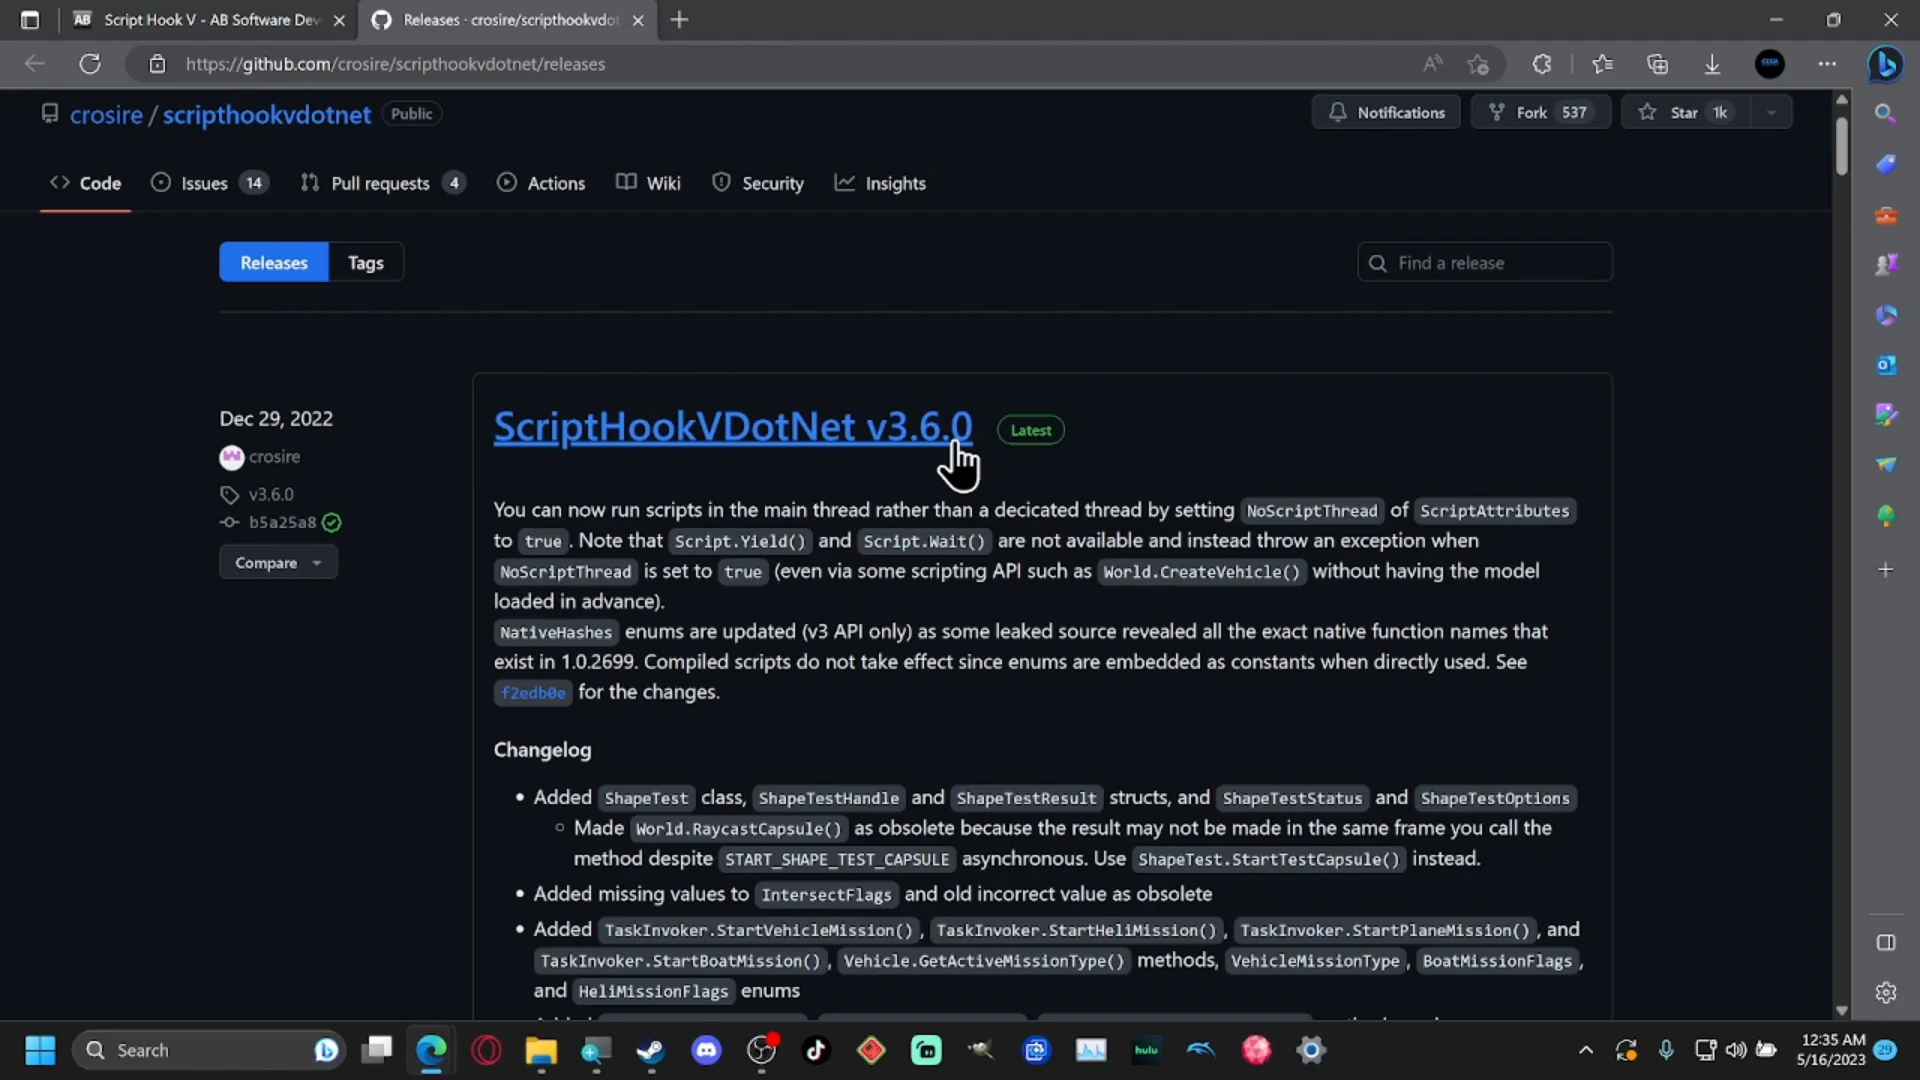 AB Script Hook V - AB Software Dev
Releases · crosire/scripthookvdot
https://github.com/crosire/scripthookvdotnet/releases
crosire / scripthookvdotnet Public
Notifications
Fork 537
Star 1k
Code
Issues 14
Pull requests 4
Actions
Wiki
Security
Insights
Releases
Tags
Find a release
Dec 29, 2022
crosire
v3.6.0
b5a25a8
Compare
ScriptHookVDotNet v3.6.0 Latest
You can now run scripts in the main thread rather than a decicated thread by setting NoScriptThread of ScriptAttributes
to true . Note that Script.Yield() and Script.Wait() are not available and instead throw an exception when
NoScriptThread is set to true (even via some scripting API such as World.CreateVehicle() without having the model
loaded in advance).
NativeHashes enums are updated (v3 API only) as some leaked source revealed all the exact native function names that
exist in 1.0.2699. Compiled scripts do not take effect since enums are embedded as constants when directly used. See
f2edb0e for the changes.
Changelog
• Added ShapeTest class, ShapeTestHandle and ShapeTestResult structs, and ShapeTestStatus and ShapeTestOptions
◦ Made World.RaycastCapsule() as obsolete because the result may not be made in the same frame you call the
method despite START_SHAPE_TEST_CAPSULE asynchronous. Use ShapeTest.StartTestCapsule() instead.
• Added missing values to IntersectFlags and old incorrect value as obsolete
• Added TaskInvoker.StartVehicleMission() , TaskInvoker.StartHeliMission() , TaskInvoker.StartPlaneMission() , and
TaskInvoker.StartBoatMission() , Vehicle.GetActiveMissionType() methods, VehicleMissionType , BoatMissionFlags ,
and HeliMissionFlags enums
Search
hulu
12:35 AM
5/16/2023
29